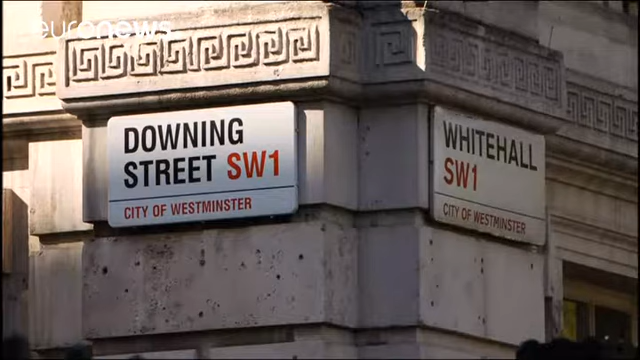 euronews.
DOWNING
STREET SW1
CITY OF WESTMINSTER
WHITEHALL
SW1
CITY OF WESTMINSTER